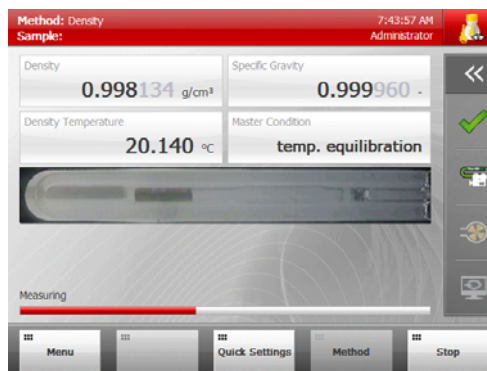 Method: Density 7:43:57 AM
Sample: Administrator
Density Specific Gravity
0.998134 g/cm³ 0.999960 -
Density Temperature Master Condition
20.140 °C temp. equilibration
Measuring
Menu Quick Settings Method Stop